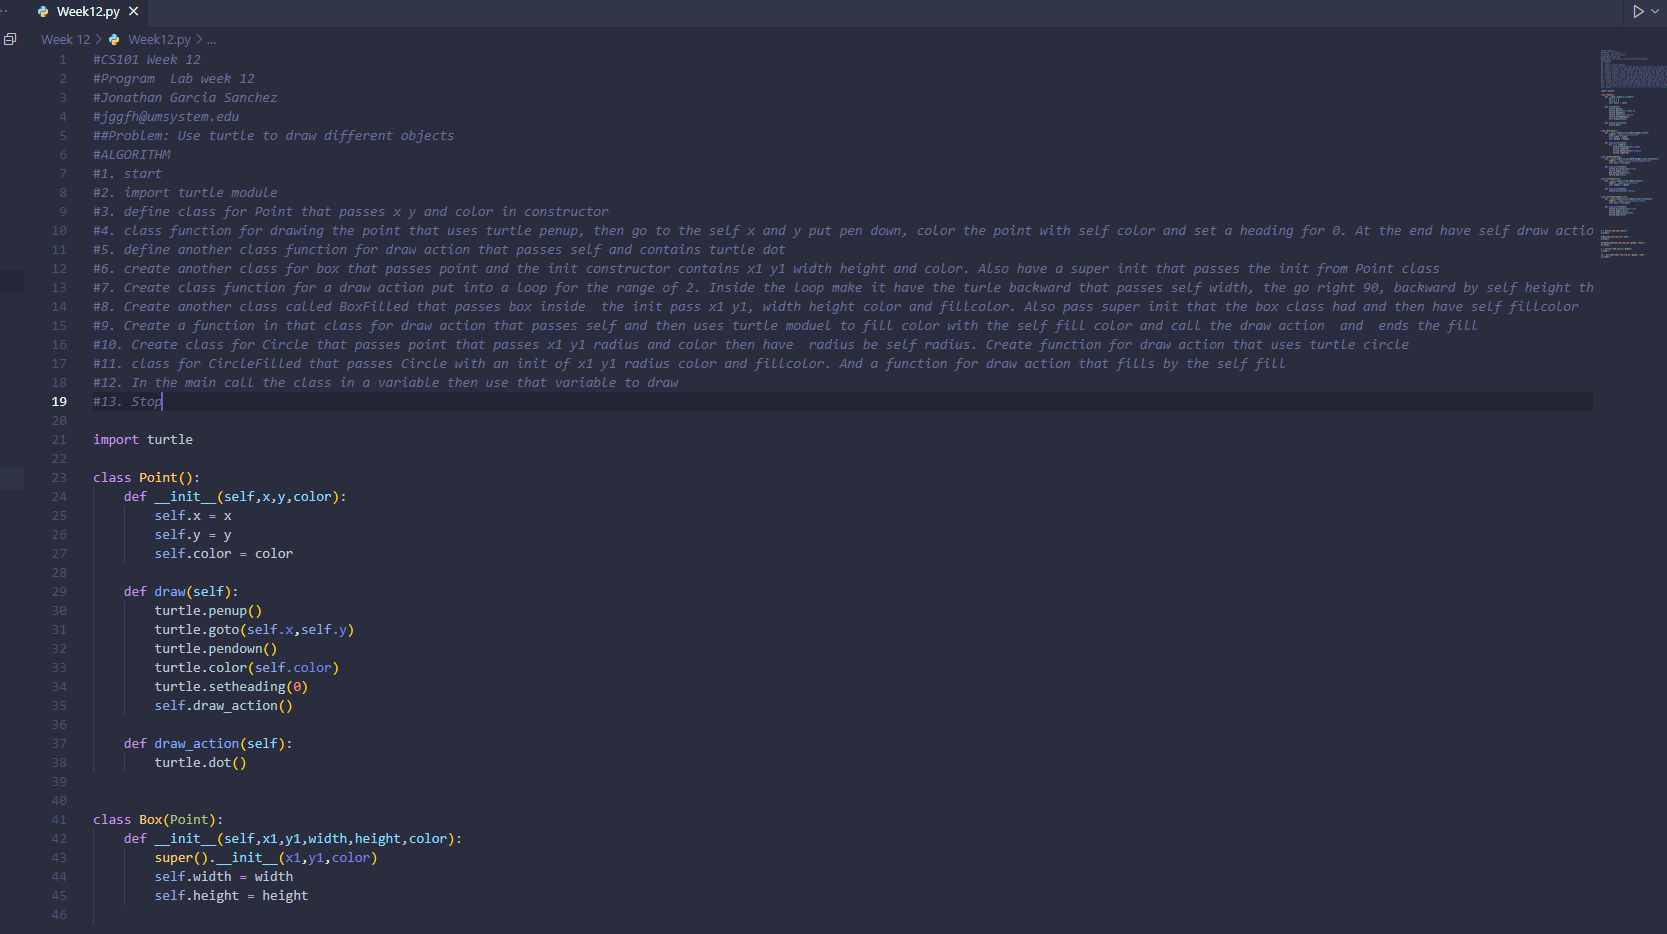 Week12.py
Week 12 > Week12.py > ...
1 #CS101 Week 12
2 #Program  Lab week 12
3 #Jonathan Garcia Sanchez
4 #jggfh@umsystem.edu
5 ##Problem: Use turtle to draw different objects
6 #ALGORITHM
7 #1. start
8 #2. import turtle module
9 #3. define class for Point that passes x y and color in constructor
10 #4. class function for drawing the point that uses turtle penup, then go to the self x and y put pen down, color the point with self color and set a heading for 0. At the end have self draw actio
11 #5. define another class function for draw action that passes self and contains turtle dot
12 #6. create another class for box that passes point and the init constructor contains x1 y1 width height and color. Also have a super init that passes the init from Point class
13 #7. Create class function for a draw action put into a loop for the range of 2. Inside the loop make it have the turle backward that passes self width, the go right 90, backward by self height th
14 #8. Create another class called BoxFilled that passes box inside  the init pass x1 y1, width height color and fillcolor. Also pass super init that the box class had and then have self fillcolor
15 #9. Create a function in that class for draw action that passes self and then uses turtle moduel to fill color with the self fill color and call the draw action  and  ends the fill
16 #10. Create class for Circle that passes point that passes x1 y1 radius and color then have  radius be self radius. Create function for draw action that uses turtle circle
17 #11. class for CircleFilled that passes Circle with an init of x1 y1 radius color and fillcolor. And a function for draw action that fills by the self fill
18 #12. In the main call the class in a variable then use that variable to draw
19 #13. Stop
20
21 import turtle
22
23 class Point():
24     def __init__(self,x,y,color):
25         self.x = x
26         self.y = y
27         self.color = color
28
29     def draw(self):
30         turtle.penup()
31         turtle.goto(self.x,self.y)
32         turtle.pendown()
33         turtle.color(self.color)
34         turtle.setheading(0)
35         self.draw_action()
36
37     def draw_action(self):
38         turtle.dot()
39
40
41 class Box(Point):
42     def __init__(self,x1,y1,width,height,color):
43         super().__init__(x1,y1,color)
44         self.width = width
45         self.height = height
46